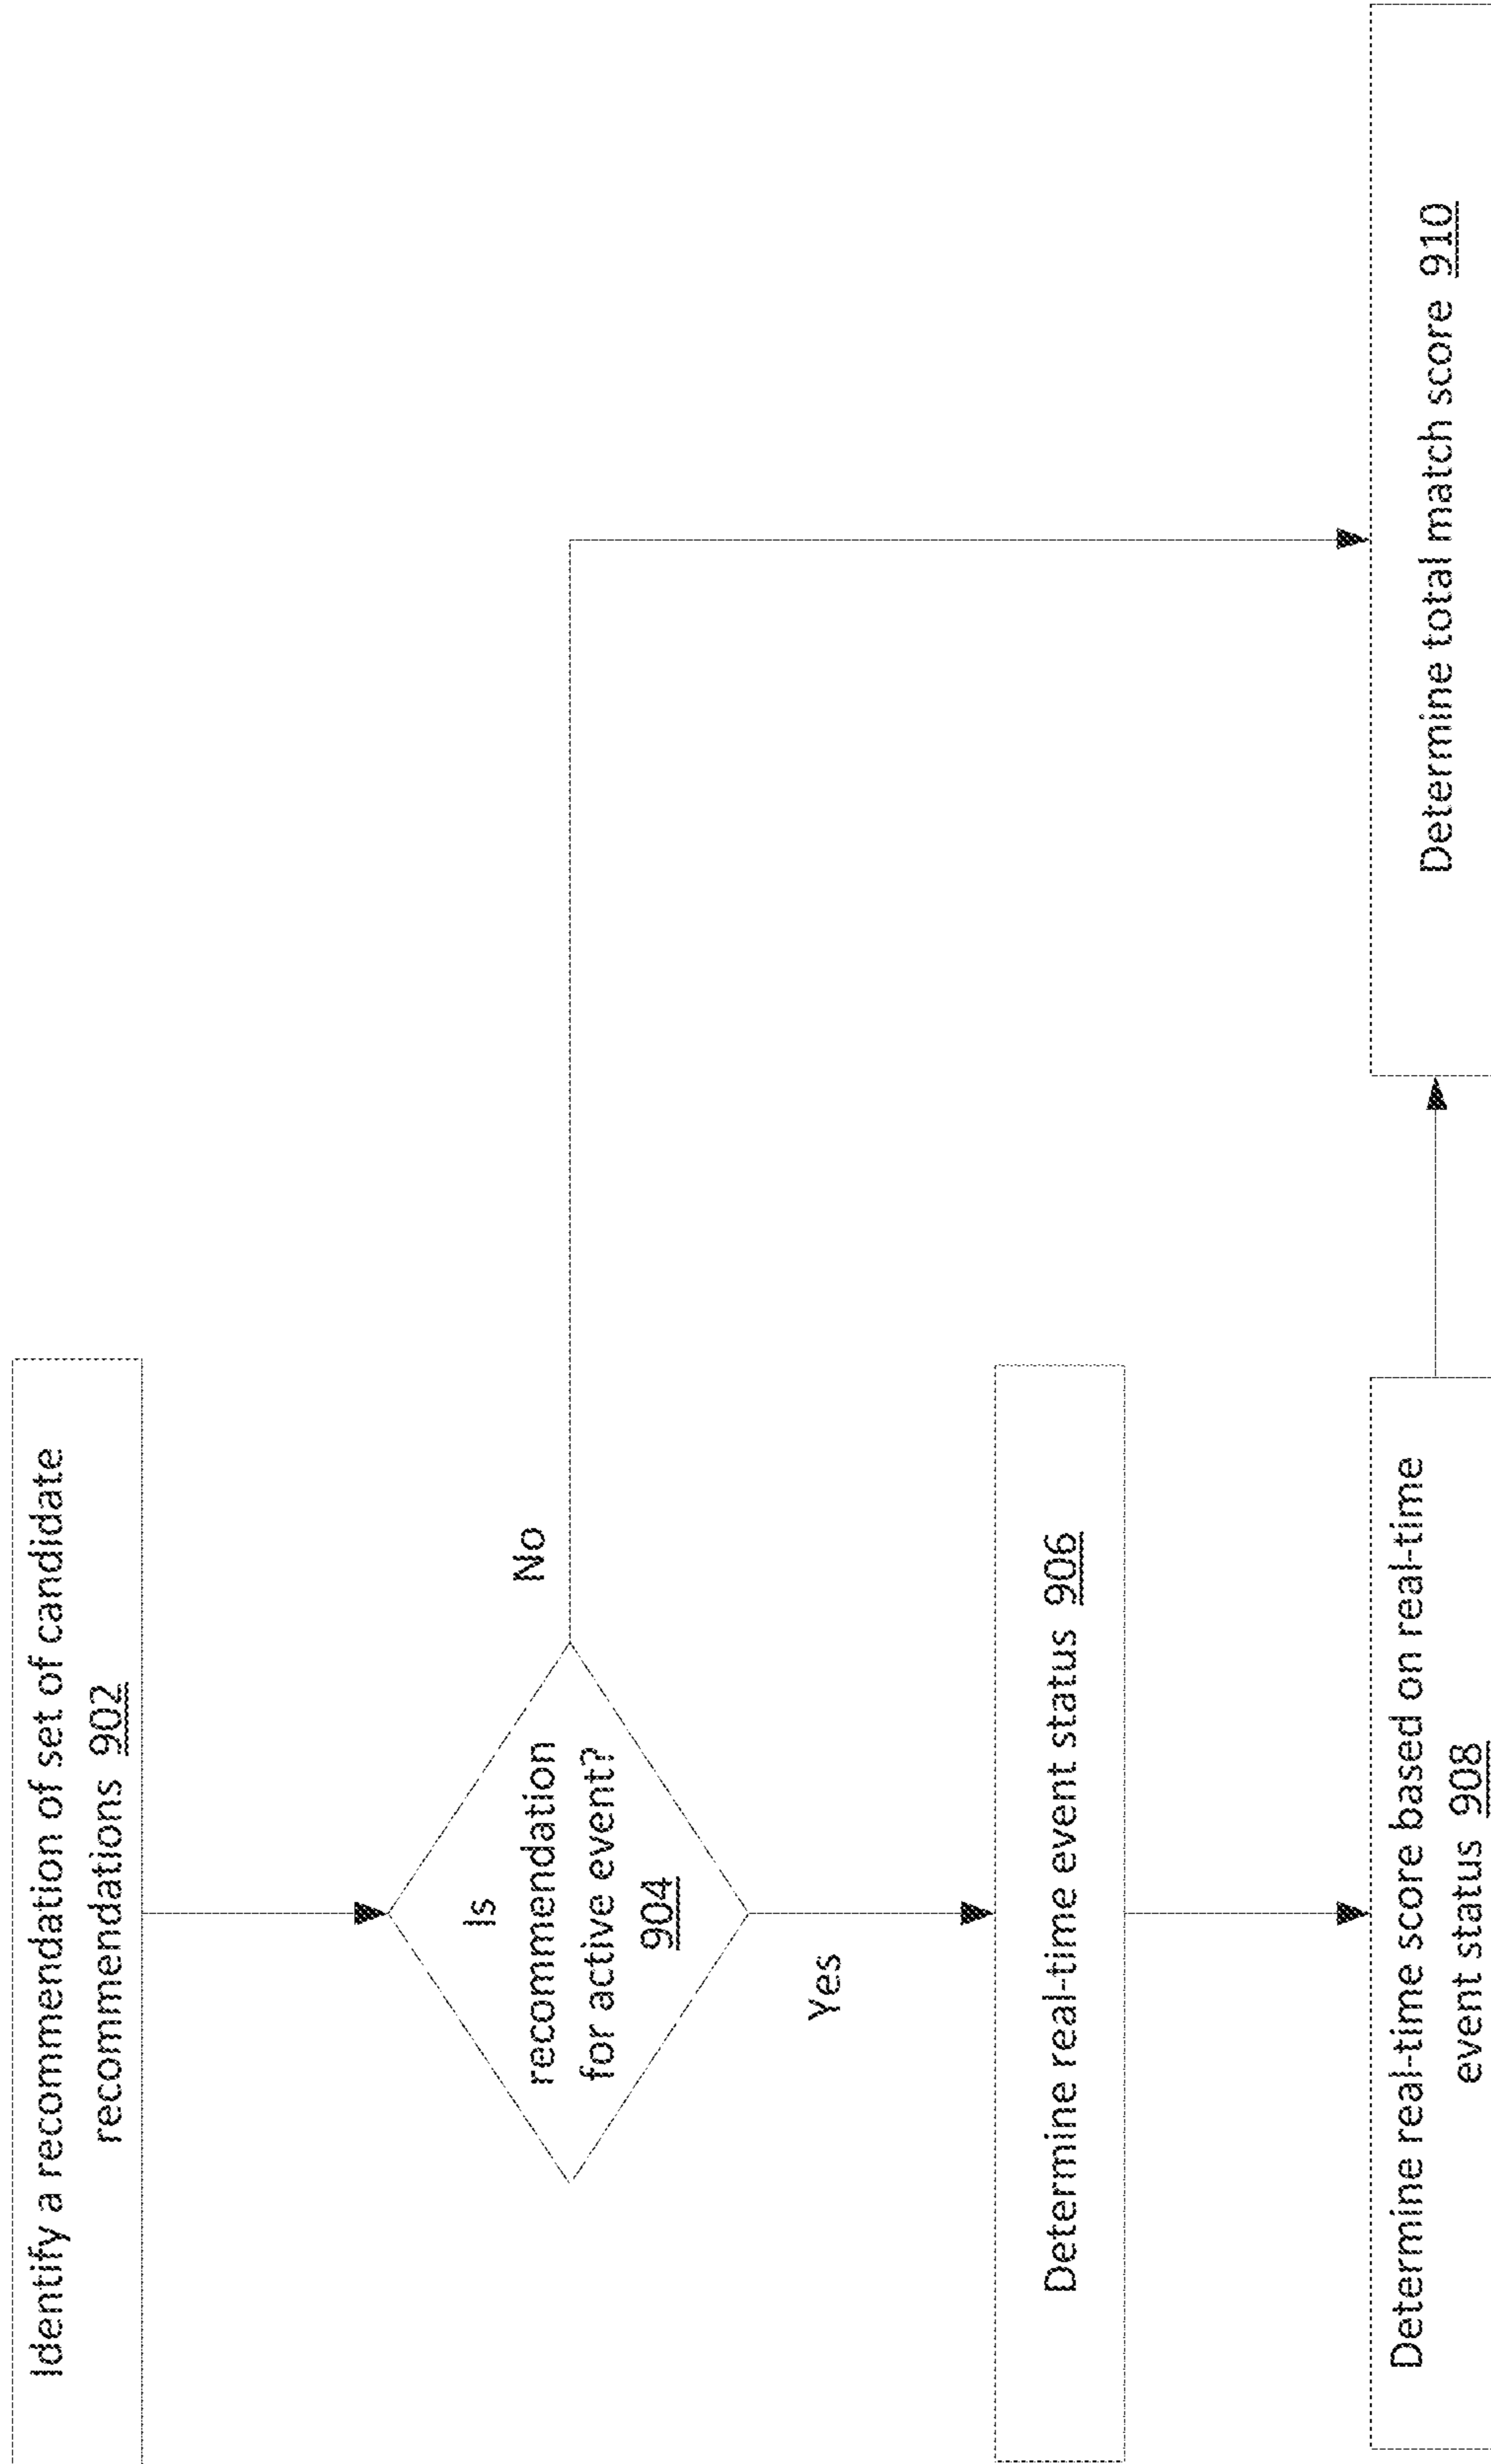 Identify a recommendation of set of candidate
recommendations 902
Is
recommendation
for active event?
904
No
Yes
Determine real-time event status 906
Determine real-time score based on real-time
event status 908
Determine total match score 910